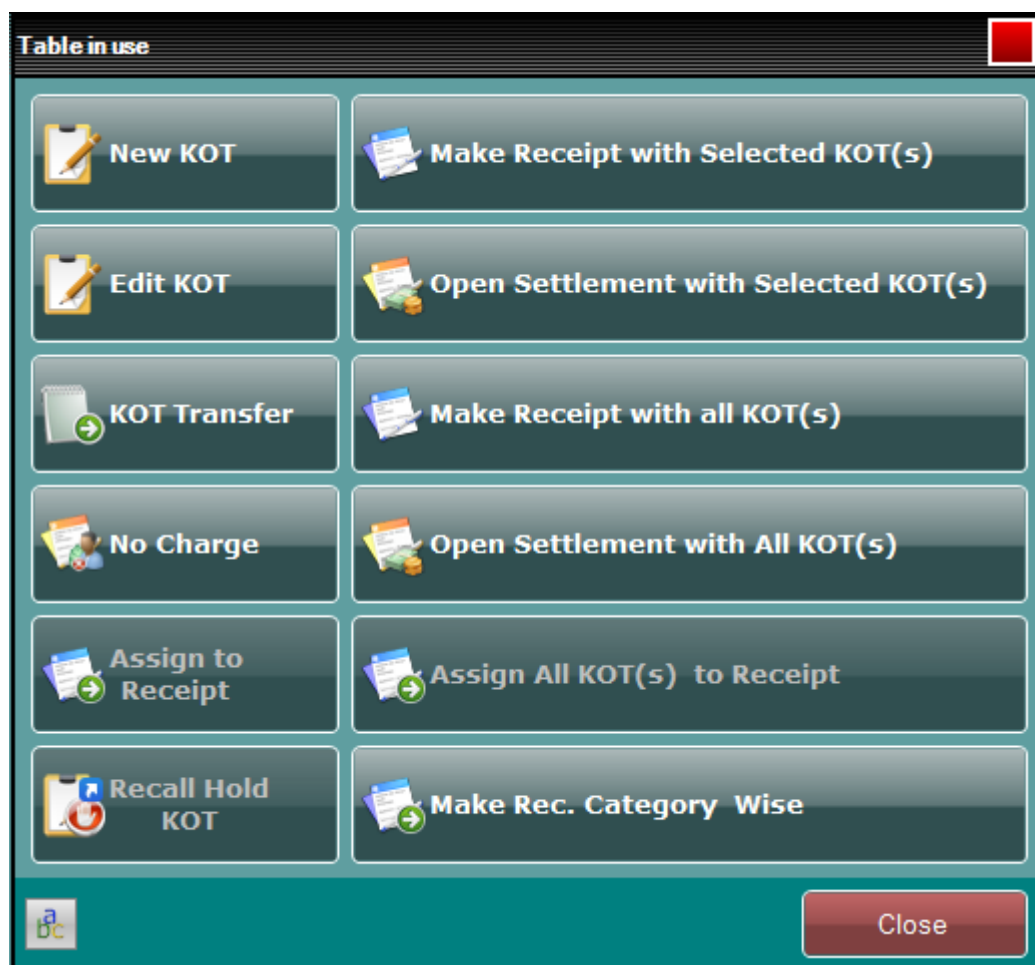 Table in use
New KOT
Make Receipt with Selected KOT(s)
Edit KOT
Open Settlement with Selected KOT(s)
KOT Transfer
Make Receipt with all KOT(s)
No Charge
Open Settlement with All KOT(s)
Assign to
Receipt
Assign All KOT(s) to Receipt
Recall Hold
KOT
Make Rec. Category Wise
abc
Close